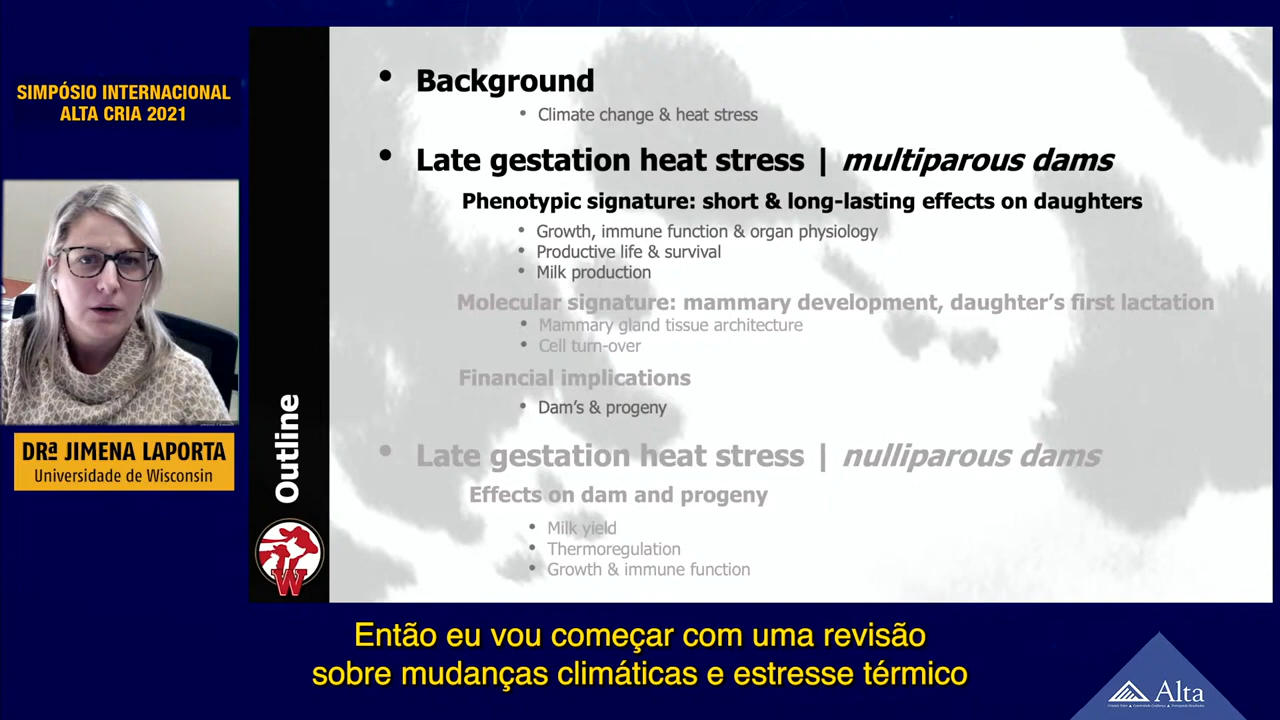 SIMPÓSIO INTERNACIONAL
ALTA CRIA 2021
DRª JIMENA LAPORTA
Universidade de Wisconsin
Outline
W
• Background
• Climate change & heat stress
• Late gestation heat stress | multiparous dams
Phenotypic signature: short & long-lasting effects on daughters
• Growth, immune function & organ physiology
• Productive life & survival
• Milk production
Molecular signature: mammary development, daughter's first lactation
• Mammary gland tissue architecture
• Cell turn-over
Financial implications
• Dam's & progeny
• Late gestation heat stress | nulliparous dams
Effects on dam and progeny
• Milk yield
• Thermoregulation
• Growth & immune function
Então eu vou começar com uma revisão
sobre mudanças climáticas e estresse térmico
Alta